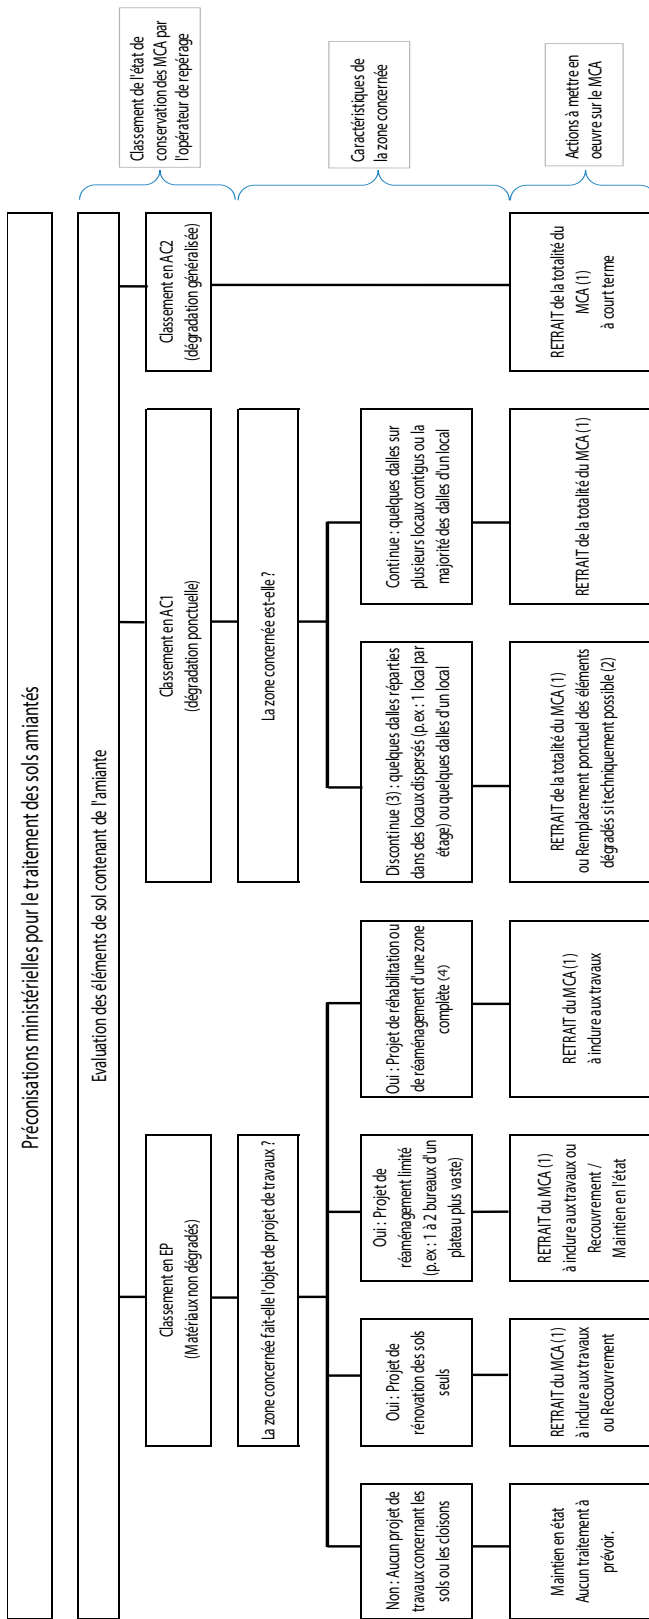 Préconisations ministérielles pour le traitement des sols amiantés
Evaluation des éléments de sol contenant de l'amiante
Classement de l'état de
conservation des MCA par
l'opérateur de repérage
Classement en EP
(Matériaux non dégradés)
Classement en AC1
(dégradation ponctuelle)
Classement en AC2
(dégradation généralisée)
La zone concernée fait-elle l'objet de projet de travaux ?
La zone concernée est-elle ?
Caractéristiques de
la zone concernée
Non : Aucun projet de
travaux concernant les
sols ou les cloisons
Oui : Projet de
rénovation des sols
seuls
Oui : Projet de
réaménagement limité
(p.ex : 1 à 2 bureaux d'un
plateau plus vaste)
Oui : Projet de réhabilitation ou
de réaménagement d'une zone
complète (4)
Discontinue (3) : quelques dalles réparties
dans des locaux dispersés (p.ex : 1 local par
étage) ou quelques dalles d'un local
Continue : quelques dalles sur
plusieurs locaux contigus ou la
majorité des dalles d'un local
Maintien en état
Aucun traitement à
prévoir.
RETRAIT du MCA (1)
à indure aux travaux
ou Recouvrement
RETRAIT du MCA (1)
à indure aux travaux ou
Recouvrement /
Maintien en l'état
RETRAIT du MCA (1)
à indure aux travaux
RETRAIT de la totalité du MCA (1)
ou Remplacement ponctuel des éléments
dégradés si techniquement possible (2)
RETRAIT de la totalité du MCA (1)
RETRAIT de la totalité du
MCA (1)
à court terme
Actions à mettre en
oeuvre sur le MCA